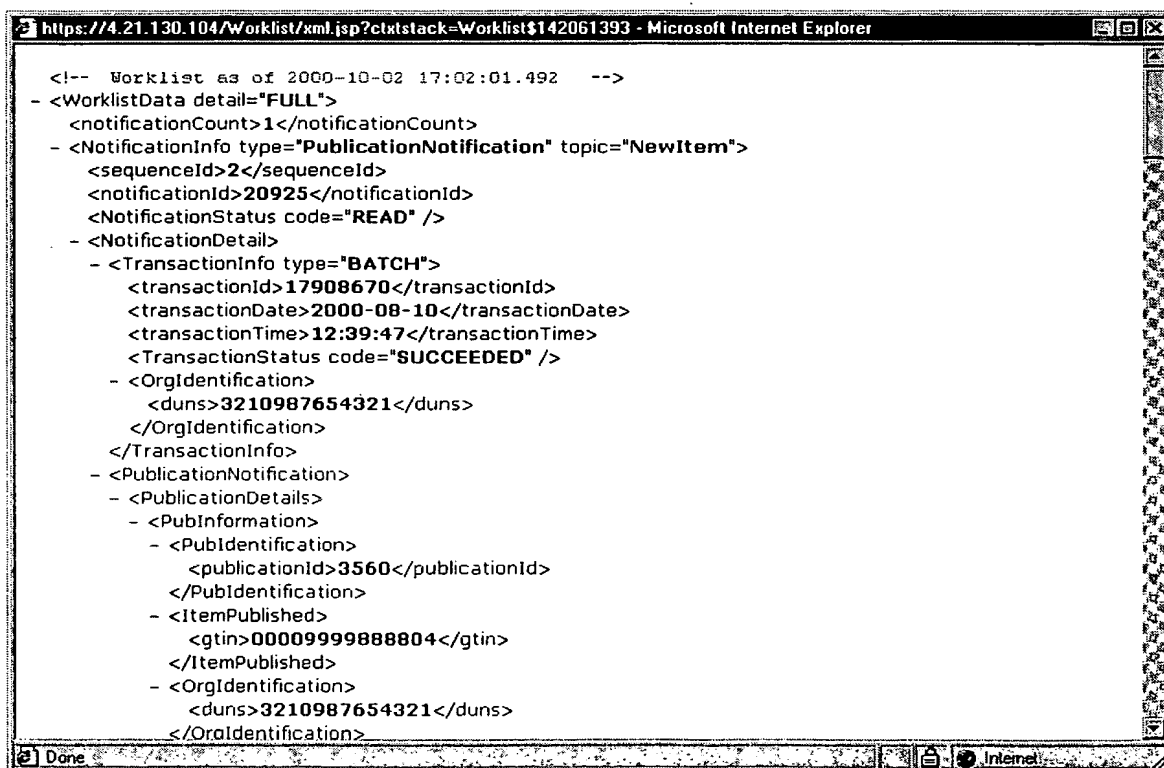 https://4.21.130.104/Worklist/xml.jsp?ctxtstack=Worklist$142061393 - Microsoft Internet Explorer
<!-- Worklist as of 2000-10-02 17:02:01.492 -->
- <WorklistData detail="FULL">
<notificationCount>1</notificationCount>
- <NotificationInfo type="PublicationNotification" topic="NewItem">
<sequenceId>2</sequenceId>
<notificationId>20925</notificationId>
<NotificationStatus code="READ" />
- <NotificationDetail>
- <TransactionInfo type="BATCH">
<transactionId>17908670</transactionId>
<transactionDate>2000-08-10</transactionDate>
<transactionTime>12:39:47</transactionTime>
<TransactionStatus code="SUCCEEDED" />
- <OrgIdentification>
<duns>3210987654321</duns>
</OrgIdentification>
</TransactionInfo>
- <PublicationNotification>
- <PublicationDetails>
- <PubInformation>
- <PubIdentification>
<publicationId>3560</publicationId>
</PubIdentification>
- <ItemPublished>
<gtin>00009999888804</gtin>
</ItemPublished>
- <OrgIdentification>
<duns>3210987654321</duns>
</OrgIdentification>
Done Internet